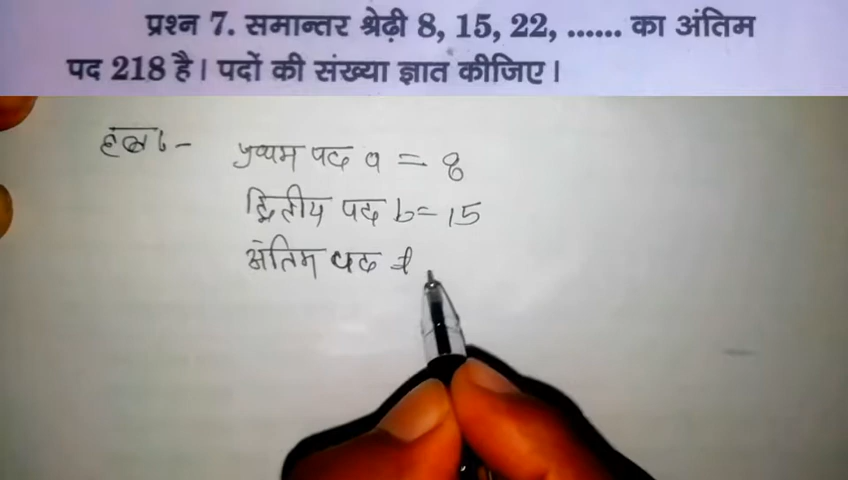 प्रश्न 7. समान्तर श्रेढ़ी 8, 15, 22, ...... का अंतिम
पद 218 है। पदों की संख्या ज्ञात कीजिए।
हल :-
प्रथम पद a = 8
द्वितीय पद b = 15
अंतिम पद l